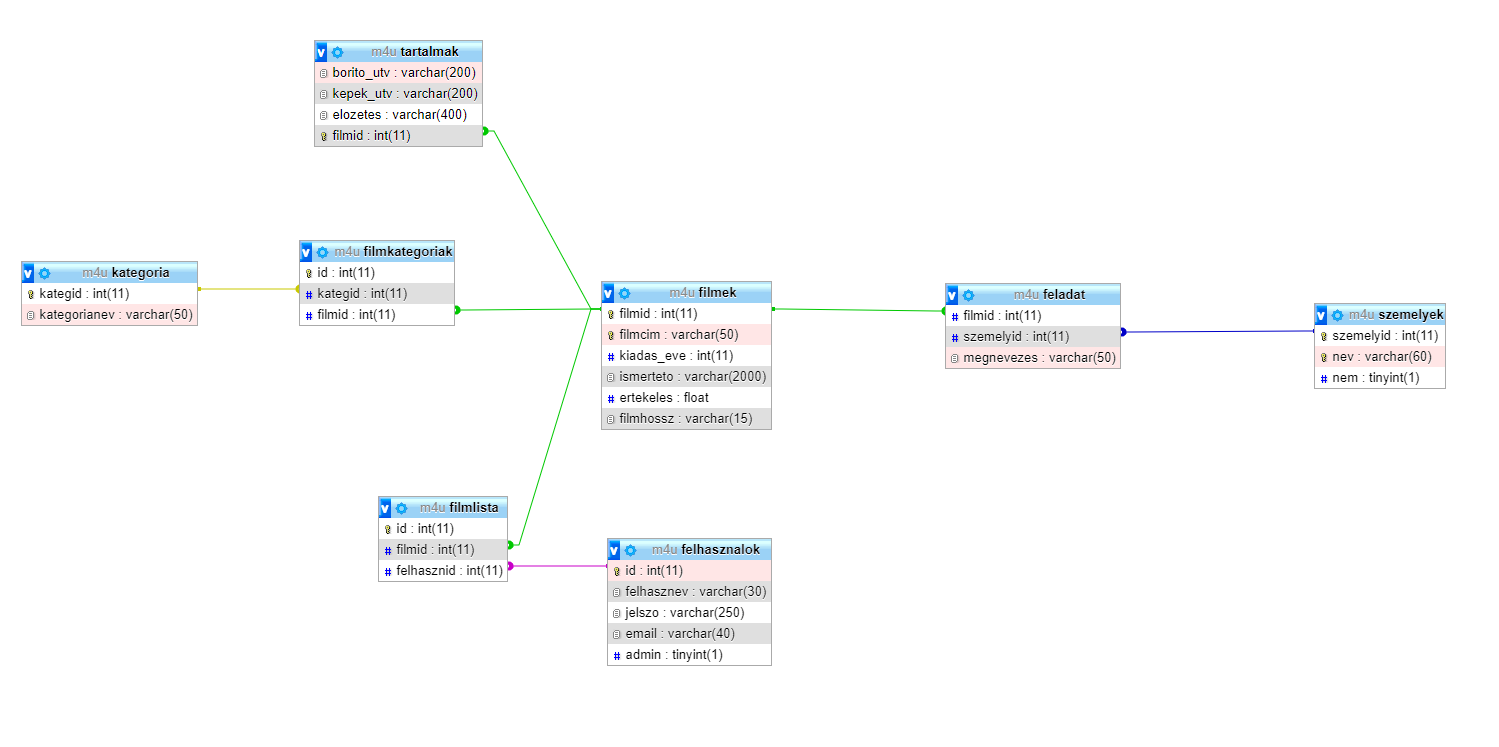 m4u tartalmak
borito_utv : varchar(200)
kepek_utv : varchar(200)
elozetes : varchar(400)
filmid : int(11)
m4u kategoria
kategid : int(11)
kategorianev : varchar(50)
m4u filmkategoriak
id : int(11)
kategid : int(11)
filmid : int(11)
m4u filmek
filmid : int(11)
filmcim : varchar(50)
kiadas_eve : int(11)
ismerteto : varchar(2000)
ertekeles : float
filmhossz : varchar(15)
m4u feladat
filmid : int(11)
szemelyid : int(11)
megnevezes : varchar(50)
m4u szemelyek
szemelyid : int(11)
nev : varchar(60)
nem : tinyint(1)
m4u filmlista
id : int(11)
filmid : int(11)
felhasznid : int(11)
m4u felhasznalok
id : int(11)
felhasznev : varchar(30)
jelszo : varchar(250)
email : varchar(40)
admin : tinyint(1)